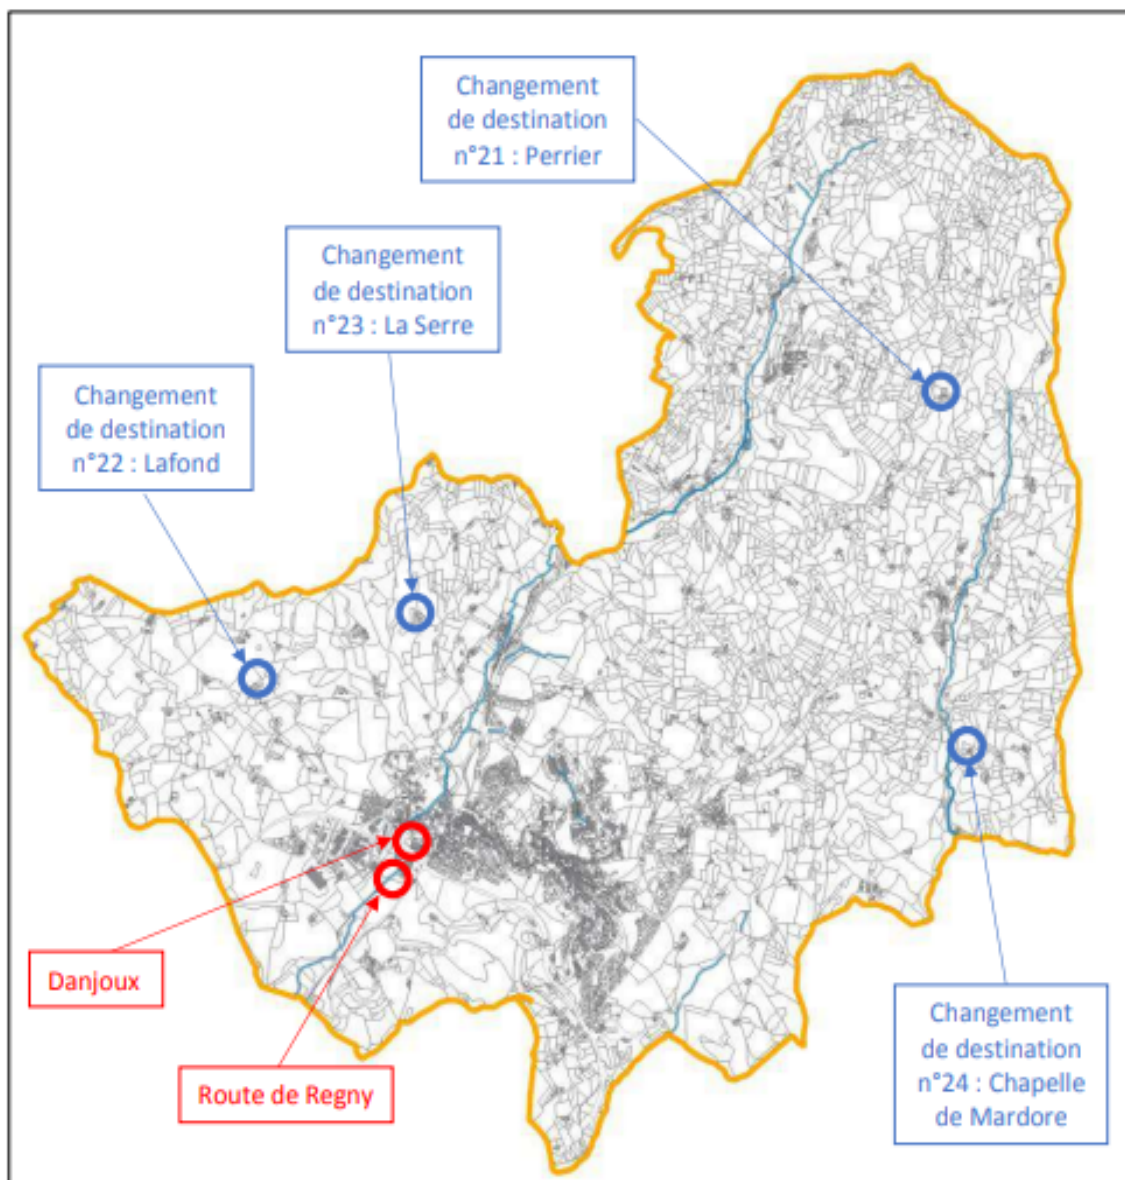 Changement
de destination
n°21 : Perrier
Changement
de destination
n°23 : La Serre
Changement
de destination
n°22 : Lafond
Danjoux
Route de Regny
Changement
de destination
n°24 : Chapelle
de Mardore